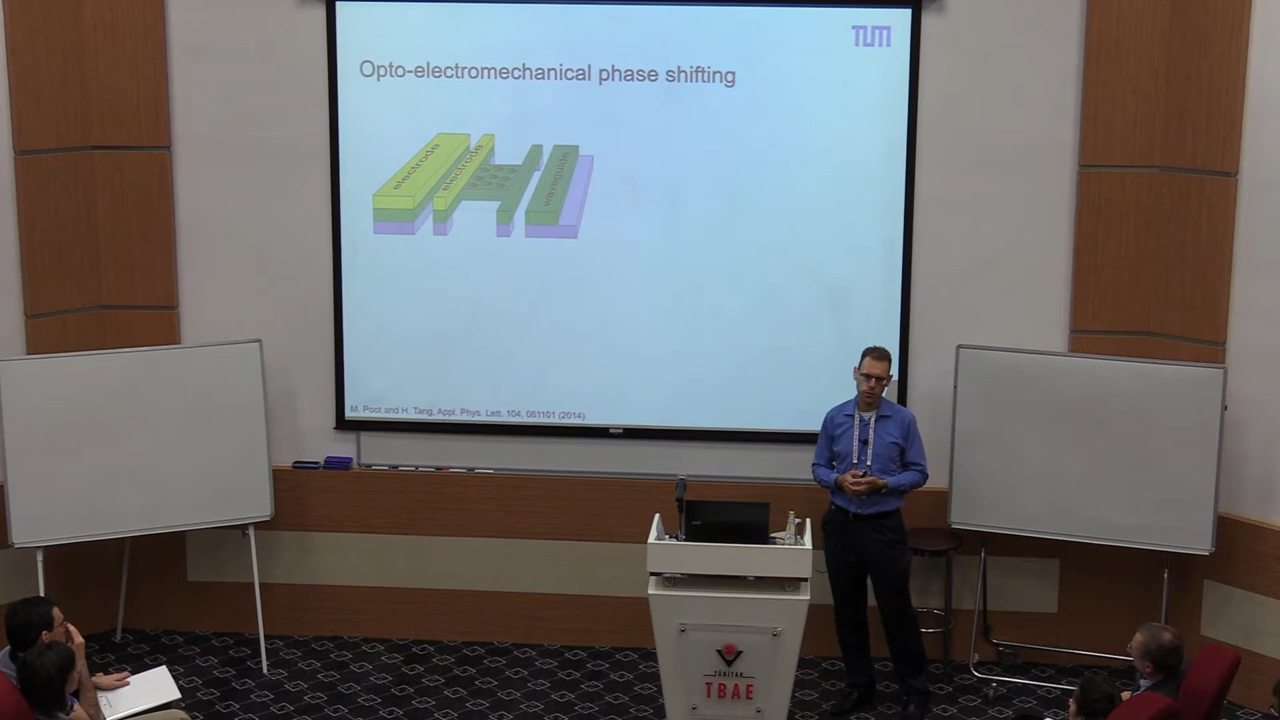 TUM
Opto-electromechanical phase shifting
electrode
electrode
waveguide
M. Poot and H. Tang, Appl. Phys. Lett. 104, 061101 (2014)
TÜBİTAK
TBAE